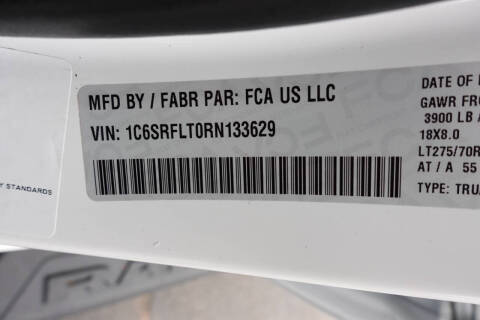 MFD BY / FABR PAR: FCA US LLC
VIN: 1C6SRFLT0RN133629
DATE OF
GAWR FRO
3900 LB
18X8.0
LT275/70R
AT / A 55
TYPE: TRU
Y STANDARDS